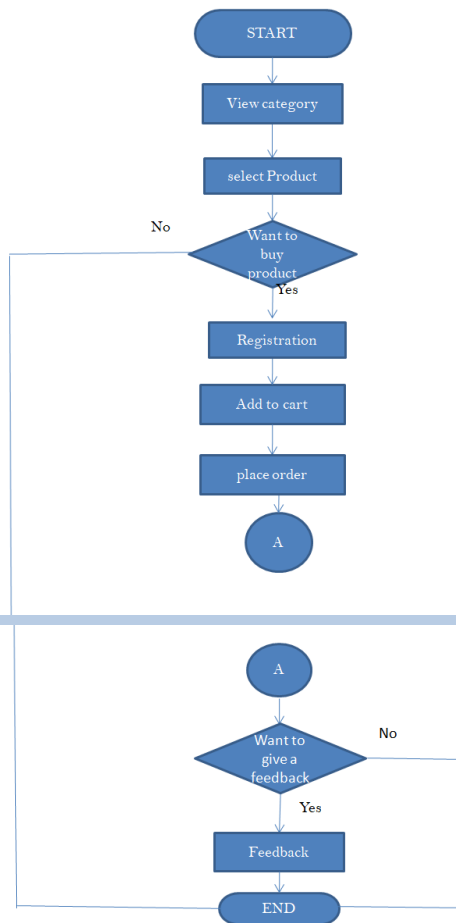 START
View category
select Product
No
Want to
buy
product
Yes
Registration
Add to cart
place order
A
A
No
Want to
give a
feedback
Yes
Feedback
END